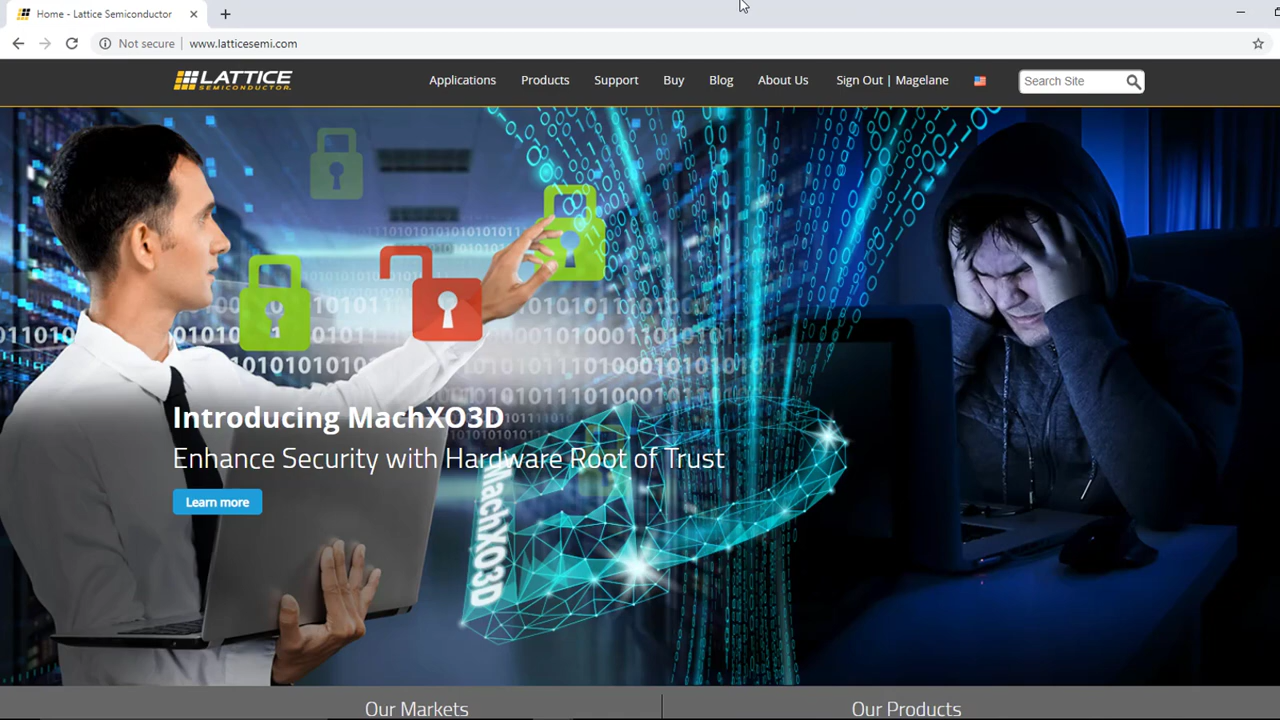 Home - Lattice Semiconductor
Not secure
www.latticesemi.com
LATTICE
SEMICONDUCTOR.
Applications
Products
Support
Buy
Blog
About Us
Sign Out | Magelane
Search Site
Introducing MachXO3D
Enhance Security with Hardware Root of Trust
Learn more
MachXO3D
Our Markets
Our Products